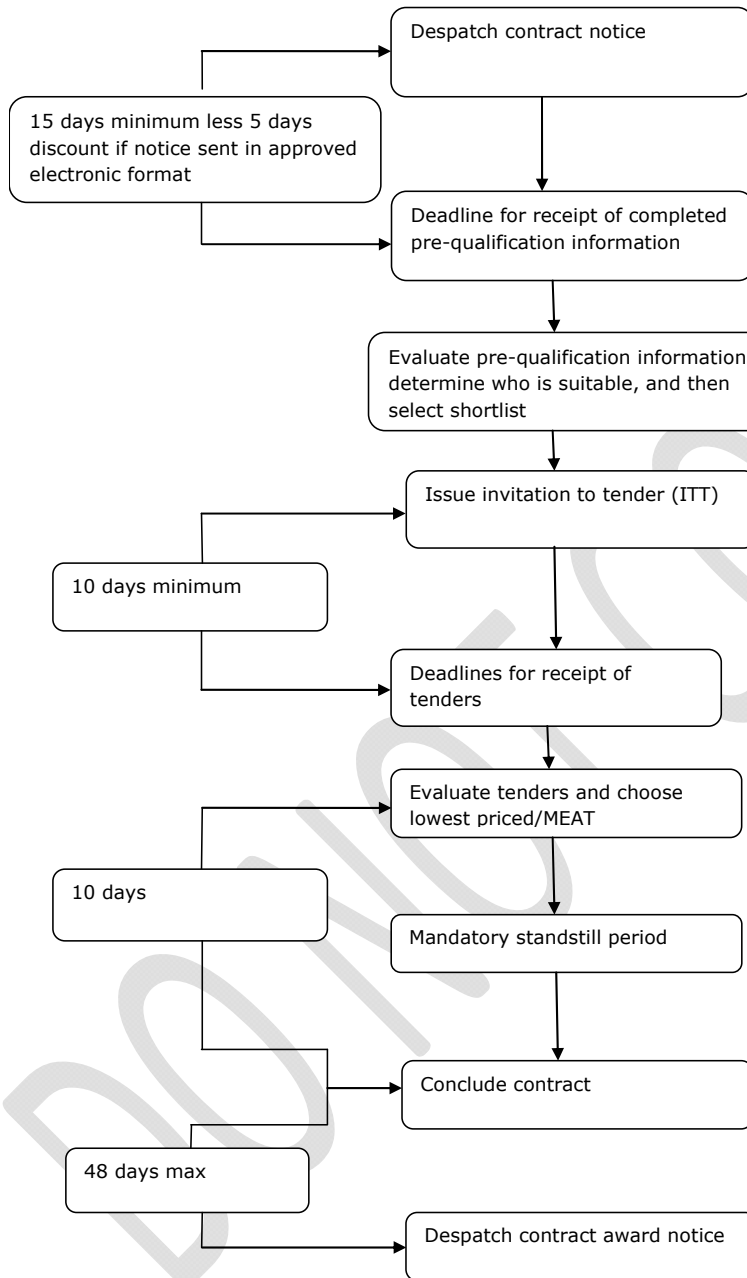 Despatch contract notice
15 days minimum less 5 days
discount if notice sent in approved
electronic format
Deadline for receipt of completed
pre-qualification information
Evaluate pre-qualification information
determine who is suitable, and then
select shortlist
Issue invitation to tender (ITT)
10 days minimum
Deadlines for receipt of
tenders
Evaluate tenders and choose
lowest priced/MEAT
10 days
Mandatory standstill period
Conclude contract
48 days max
Despatch contract award notice
DO NOT CO